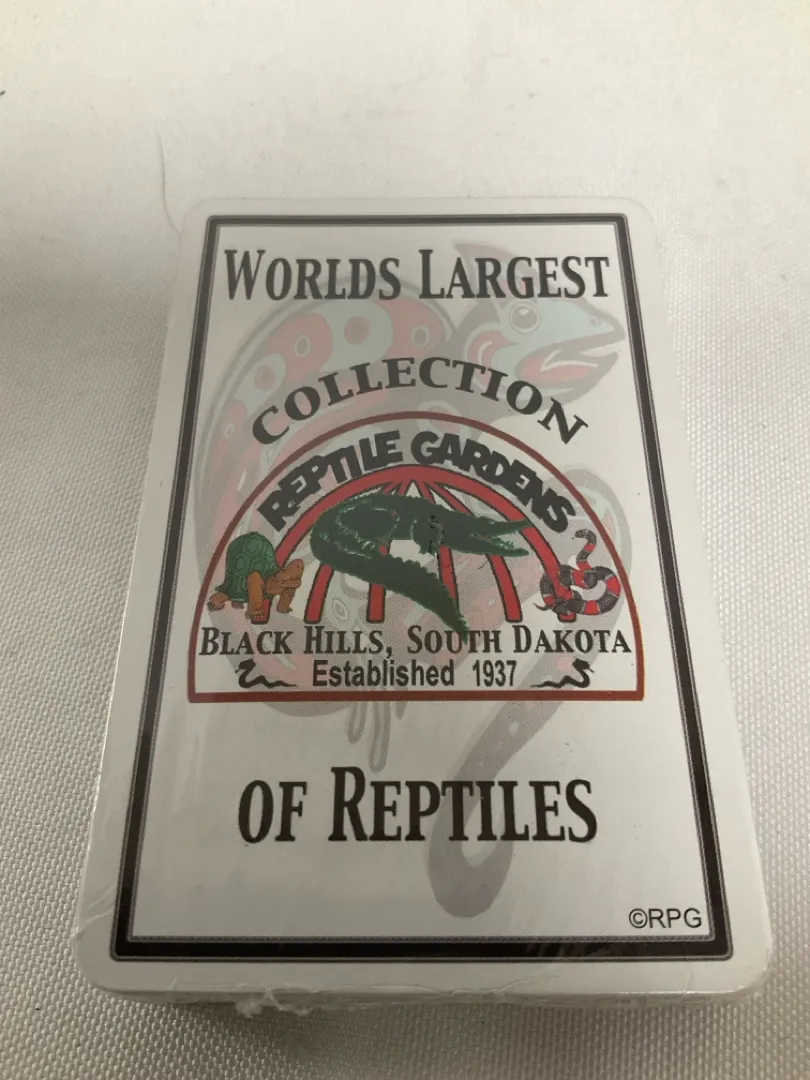 WORLDS LARGEST
COLLECTION
REPTILE GARDENS
BLACK HILLS, SOUTH DAKOTA
Established 1937
OF REPTILES
©RPG